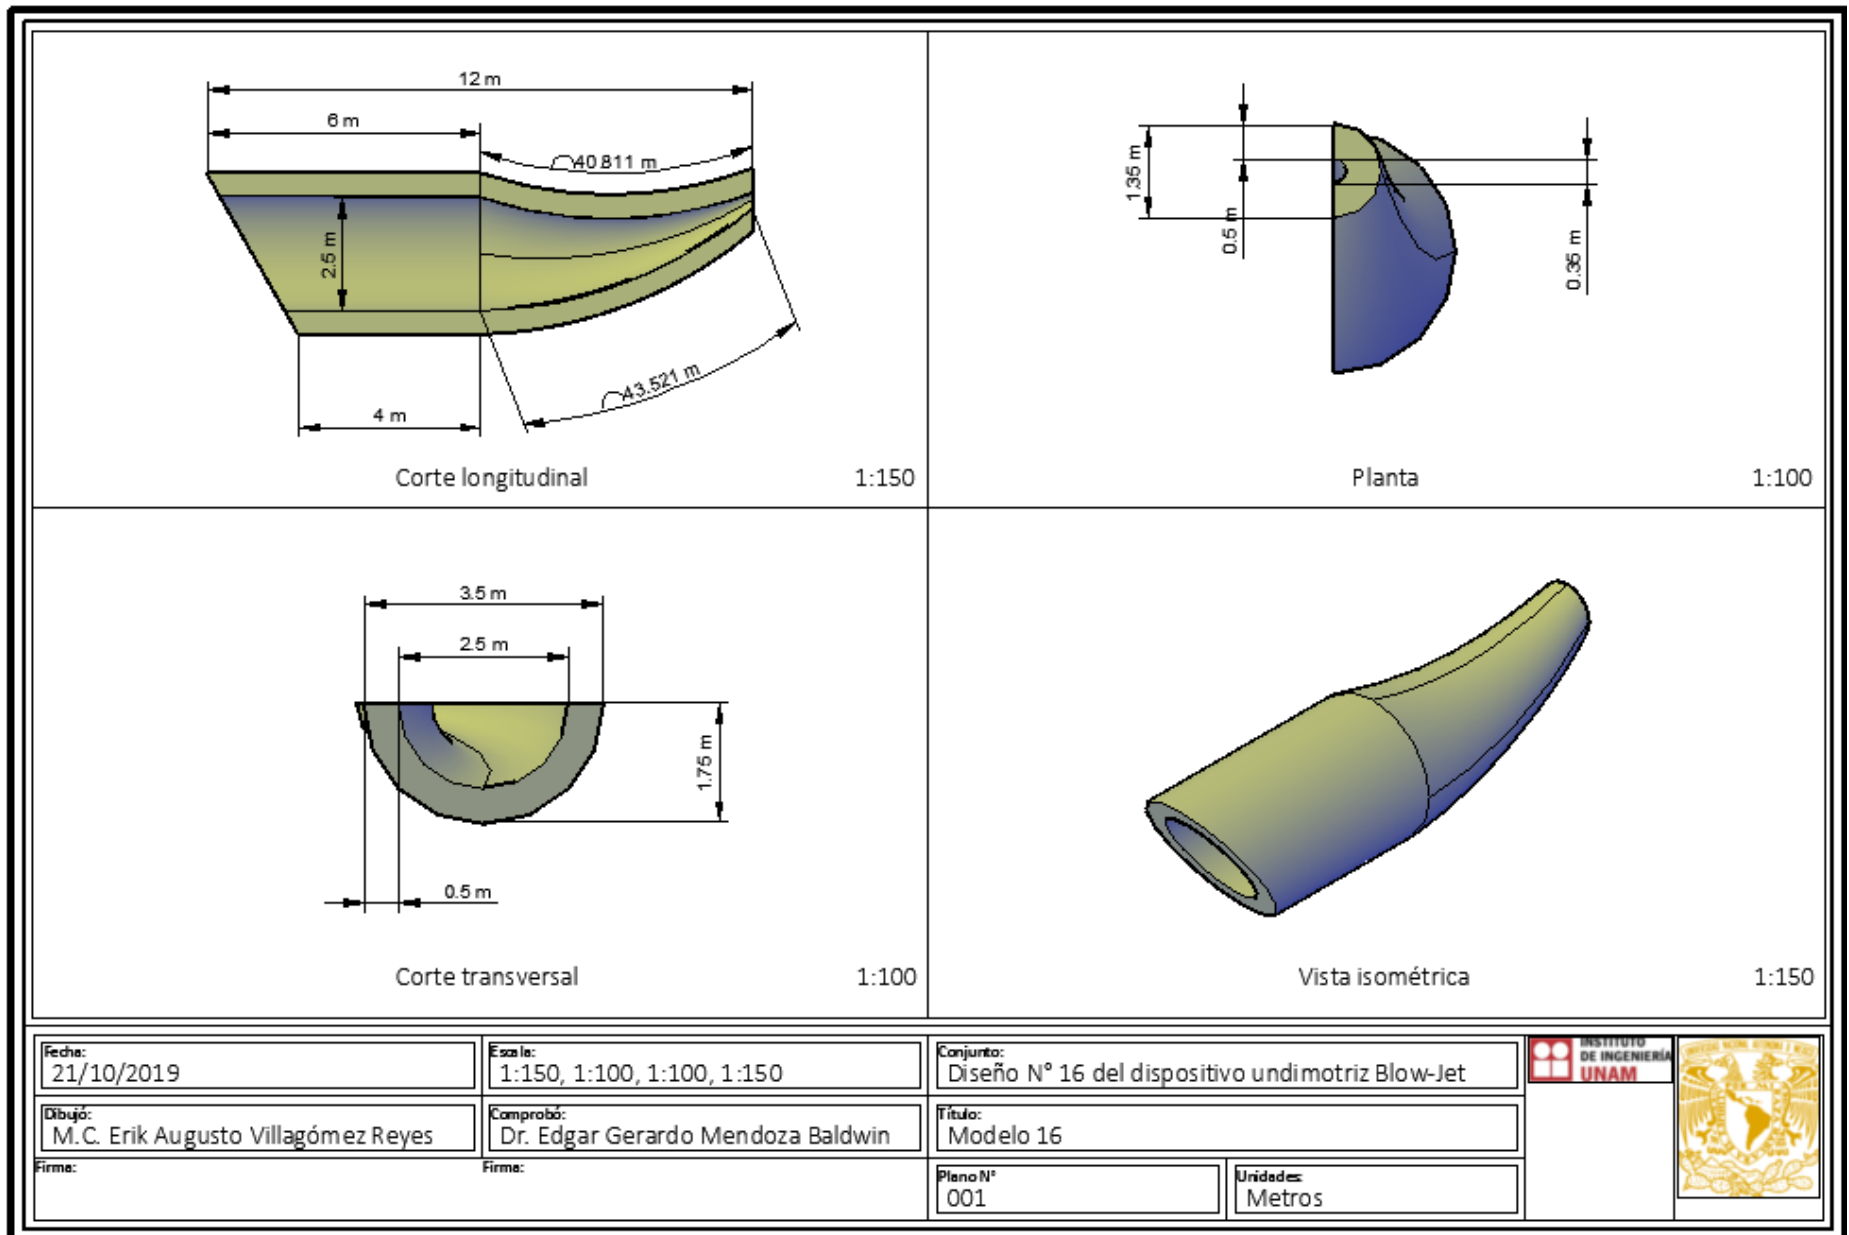 12 m
6 m
⌒40.811 m
2.5 m
⌒43.521 m
4 m
Corte longitudinal
1:150
1.35 m
0.5 m
0.35 m
Planta
1:100
3.5 m
2.5 m
1.75 m
0.5 m
Corte transversal
1:100
Vista isométrica
1:150
Fecha:
21/10/2019
Escala:
1:150, 1:100, 1:100, 1:150
Conjunto:
Diseño N° 16 del dispositivo undimotriz Blow-Jet
INSTITUTO
DE INGENIERÍA
UNAM
Dibujó:
M.C. Erik Augusto Villagómez Reyes
Comprobó:
Dr. Edgar Gerardo Mendoza Baldwin
Título:
Modelo 16
Firma:
Firma:
Plano N°
001
Unidades:
Metros